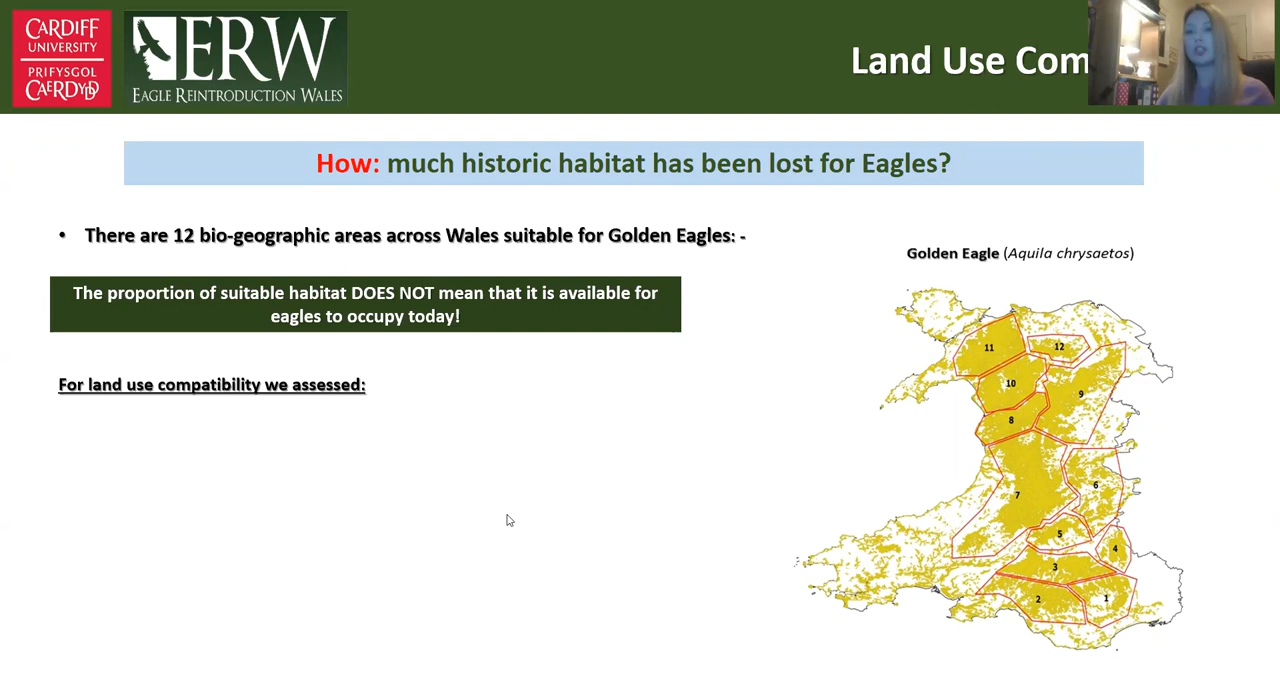 CARDIFF
UNIVERSITY
PRIFYSGOL
CAERDYDD
ERW
EAGLE REINTRODUCTION WALES
Land Use Com
How: much historic habitat has been lost for Eagles?
• There are 12 bio-geographic areas across Wales suitable for Golden Eagles: -
The proportion of suitable habitat DOES NOT mean that it is available for
eagles to occupy today!
For land use compatibility we assessed:
Golden Eagle (Aquila chrysaetos)
11
12
10
9
8
7
6
5
4
3
2
1